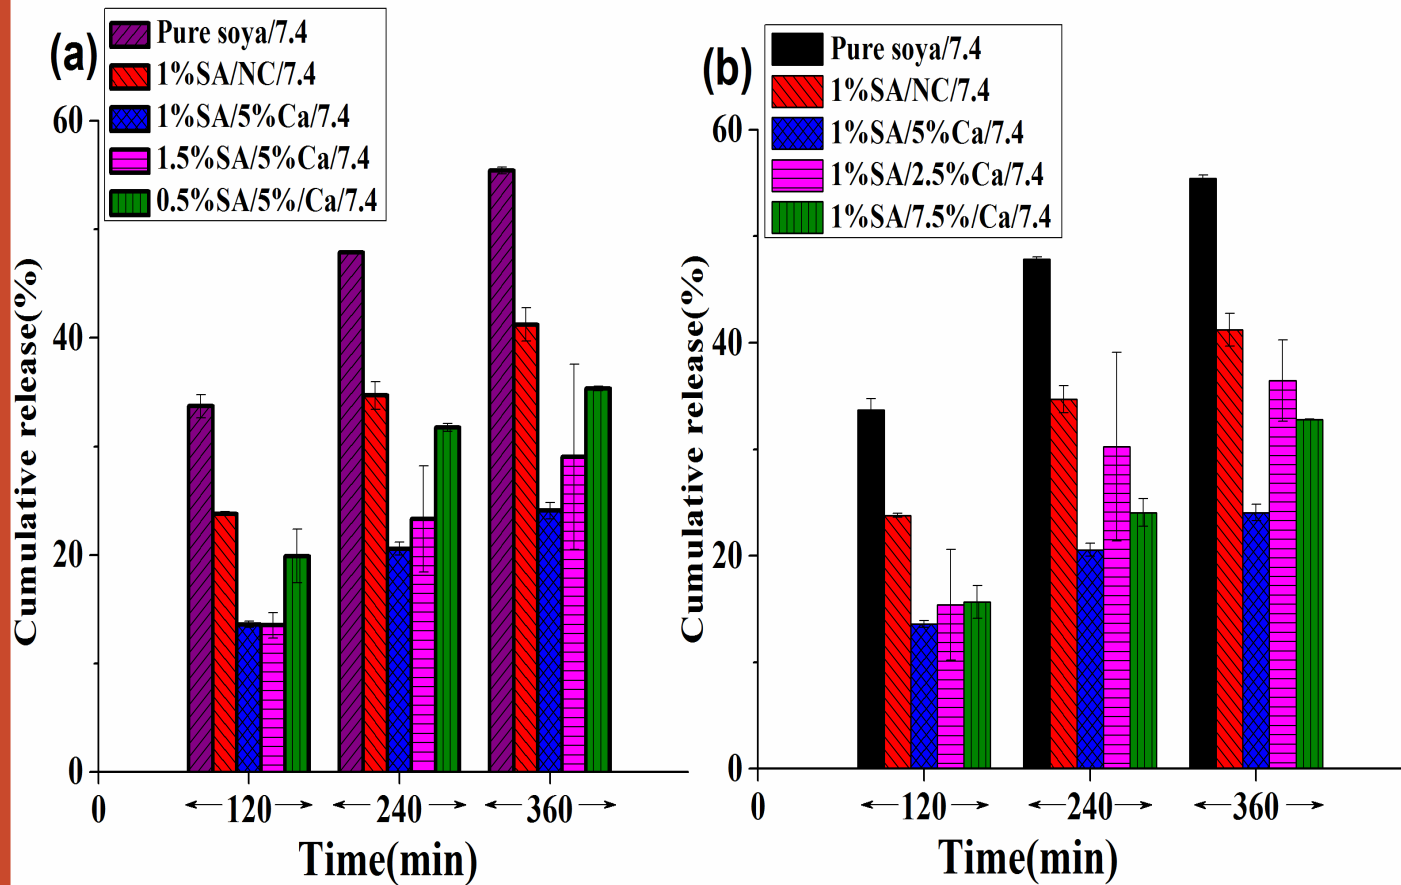 (a)
Pure soya/7.4
1%SA/NC/7.4
1%SA/5%Ca/7.4
1.5%SA/5%Ca/7.4
0.5%SA/5%/Ca/7.4
60
40
20
0
Cumulative release(%)
0
120
240
360
Time(min)
(b)
Pure soya/7.4
1%SA/NC/7.4
1%SA/5%Ca/7.4
1%SA/2.5%Ca/7.4
1%SA/7.5%/Ca/7.4
60
40
20
0
Cumulative release(%)
0
120
240
360
Time(min)